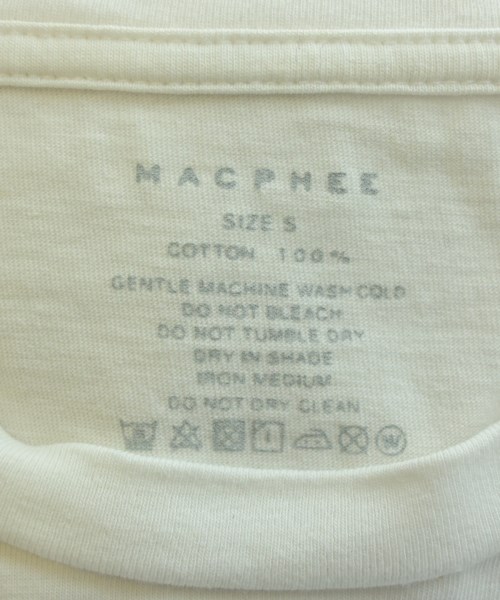 MACPHEE
SIZE S
COTTON 100%
GENTLE MACHINE WASH COLD
DO NOT BLEACH
DO NOT TUMBLE DRY
DRY IN SHADE
IRON MEDIUM
DO NOT DRY CLEAN